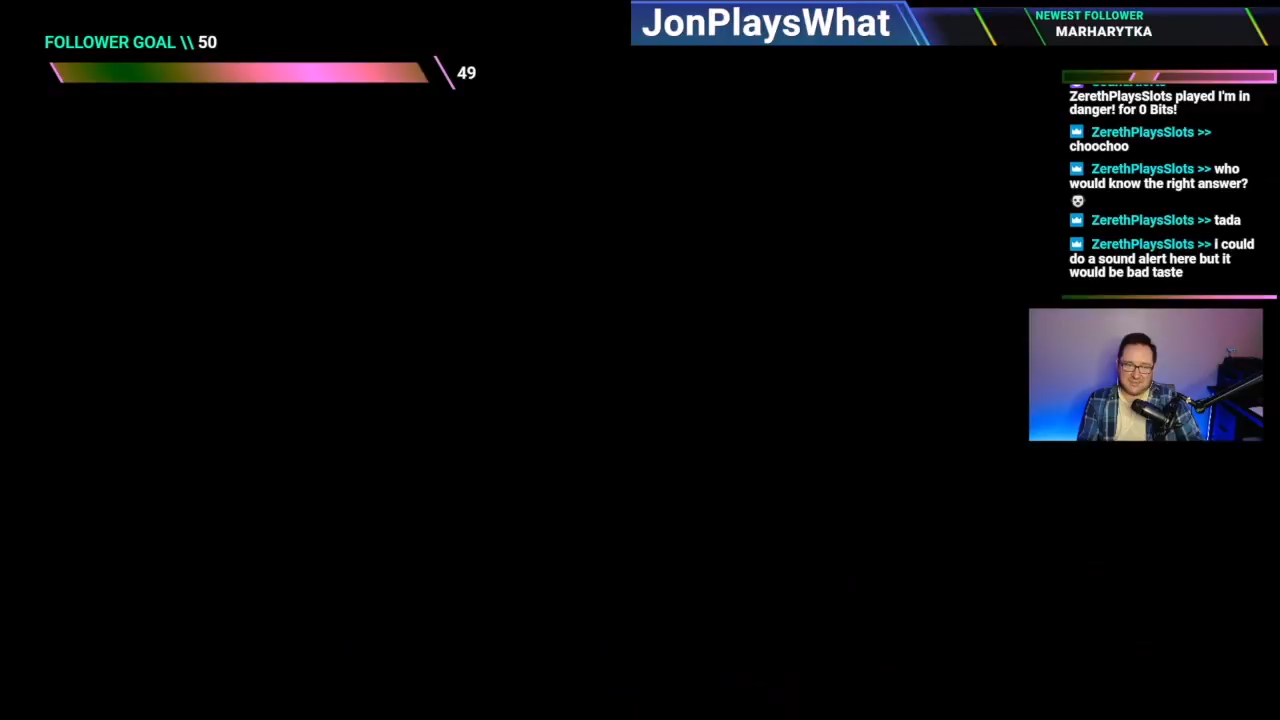 FOLLOWER GOAL \\ 50
49
JonPlaysWhat
NEWEST FOLLOWER
MARHARYTKA
ZerethPlaysSlots played I'm in
danger! for 0 Bits!
ZerethPlaysSlots >>
choochoo
ZerethPlaysSlots >> who
would know the right answer?
ZerethPlaysSlots >> tada
ZerethPlaysSlots >> i could
do a sound alert here but it
would be bad taste